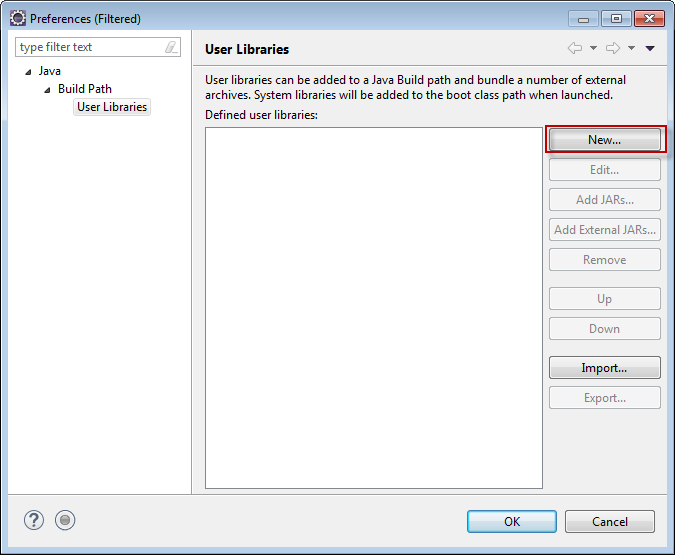 Preferences (Filtered)
type filter text
Java
Build Path
User Libraries
User Libraries
User libraries can be added to a Java Build path and bundle a number of external
archives. System libraries will be added to the boot class path when launched.
Defined user libraries:
New...
Edit...
Add JARs...
Add External JARs...
Remove
Up
Down
Import...
Export...
?
OK
Cancel